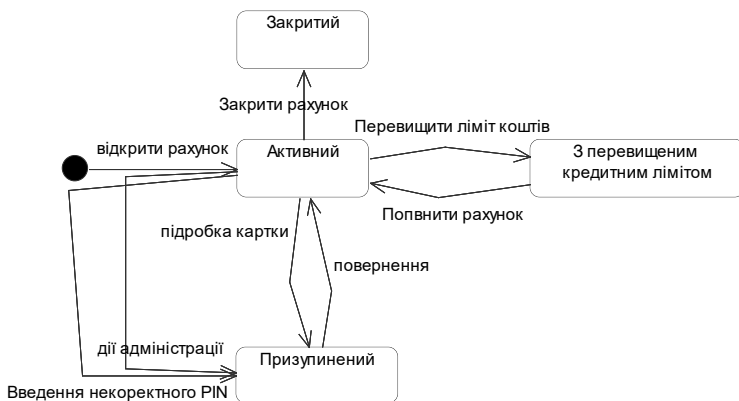 Закритий
Закрити рахунок
Перевищити ліміт коштів
відкрити рахунок
Активний
З перевищеним
кредитним лімітом
Попвнити рахунок
підробка картки
повернення
дії адміністрації
Призупинений
Введення некоректного PIN